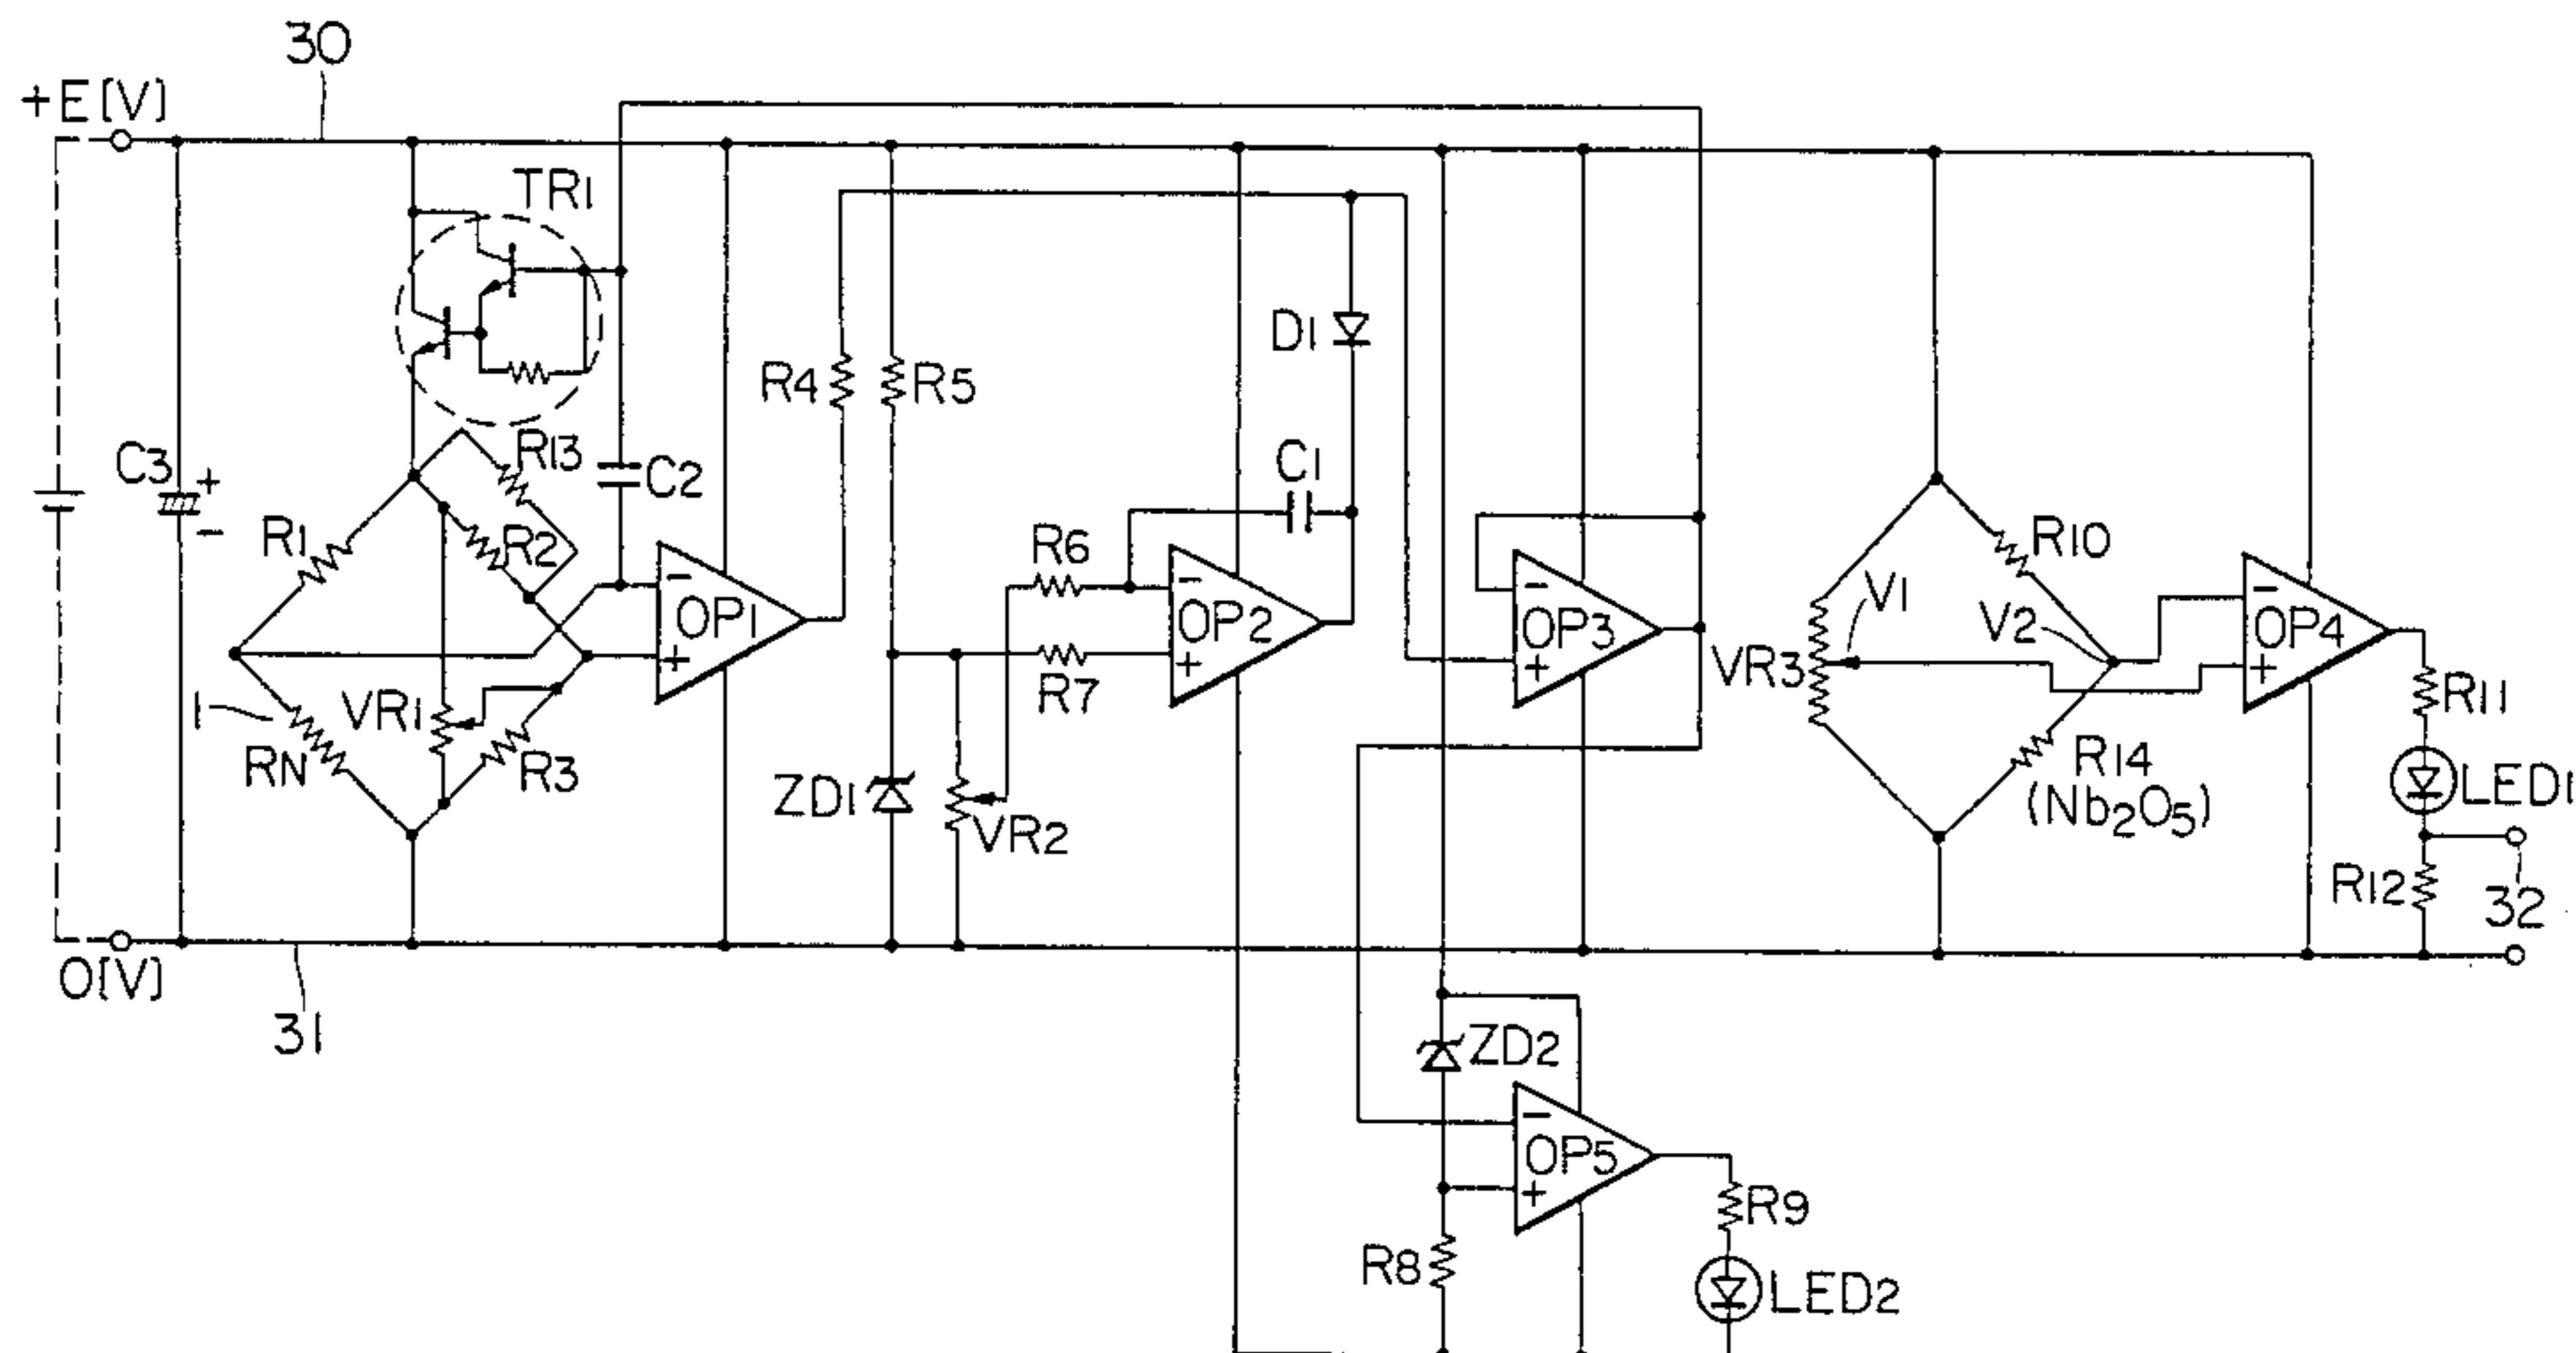 30
+E[V]
TR1
D1
R4
R5
C3
+
-
R13
C2
C1
R1
R2
R6
R10
-
OP1
+
-
OP2
+
-
OP3
+
V1
V2
-
OP4
+
VR3
R7
R11
1
VR1
RN
R3
ZD1
VR2
R14
(Nb2O5)
LED1
R12
32
0[V]
31
ZD2
-
OP5
+
R9
R8
LED2